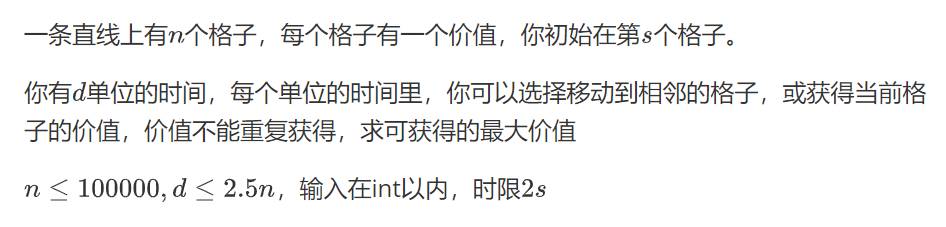 一条直线上有n个格子，每个格子有一个价值，你初始在第s个格子。
你有d单位的时间，每个单位的时间里，你可以选择移动到相邻的格子，或获得当前格
子的价值，价值不能重复获得，求可获得的最大价值
n ≤ 100000, d ≤ 2.5n，输入在int以内，时限2s